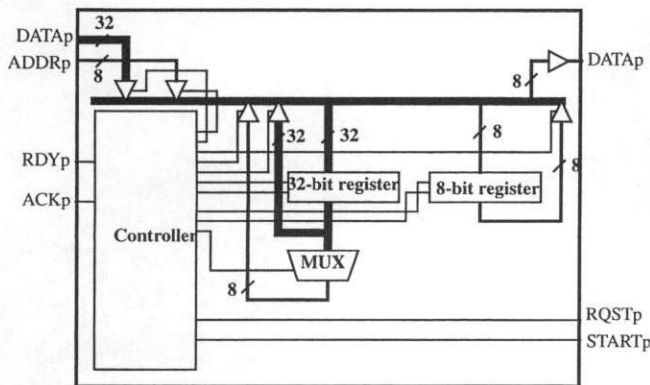 32
DATAp
ADDRp
8
8
DATAp
RDYp
32
32
8
8
32-bit register
8-bit register
ACKp
Controller
MUX
8
RQSTp
STARTp